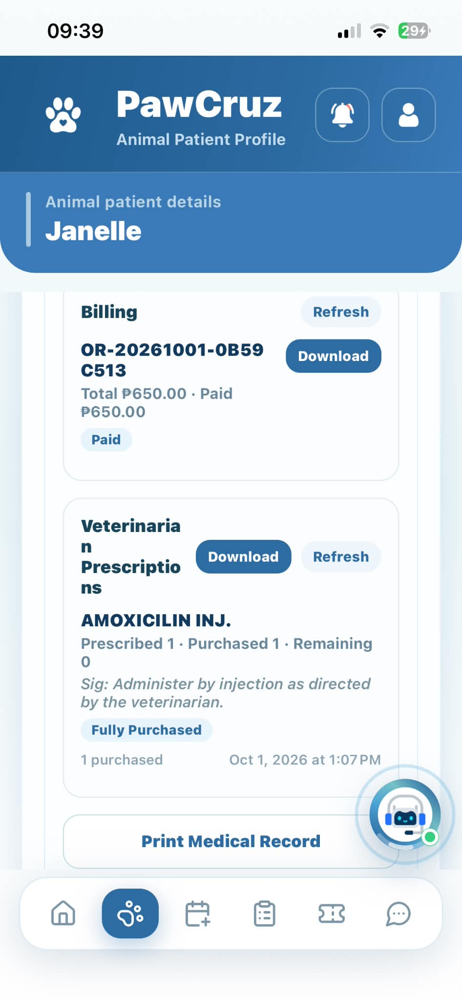 09:39
29
PawCruz
Animal Patient Profile
Animal patient details
Janelle
Billing
Refresh
OR-20261001-0B59
C513
Download
Total ₱650.00 · Paid
₱650.00
Paid
Veterinaria
n
Prescriptio
ns
Download
Refresh
AMOXICILIN INJ.
Prescribed 1 · Purchased 1 · Remaining
0
Sig: Administer by injection as directed
by the veterinarian.
Fully Purchased
1 purchased
Oct 1, 2026 at 1:07 PM
Print Medical Record